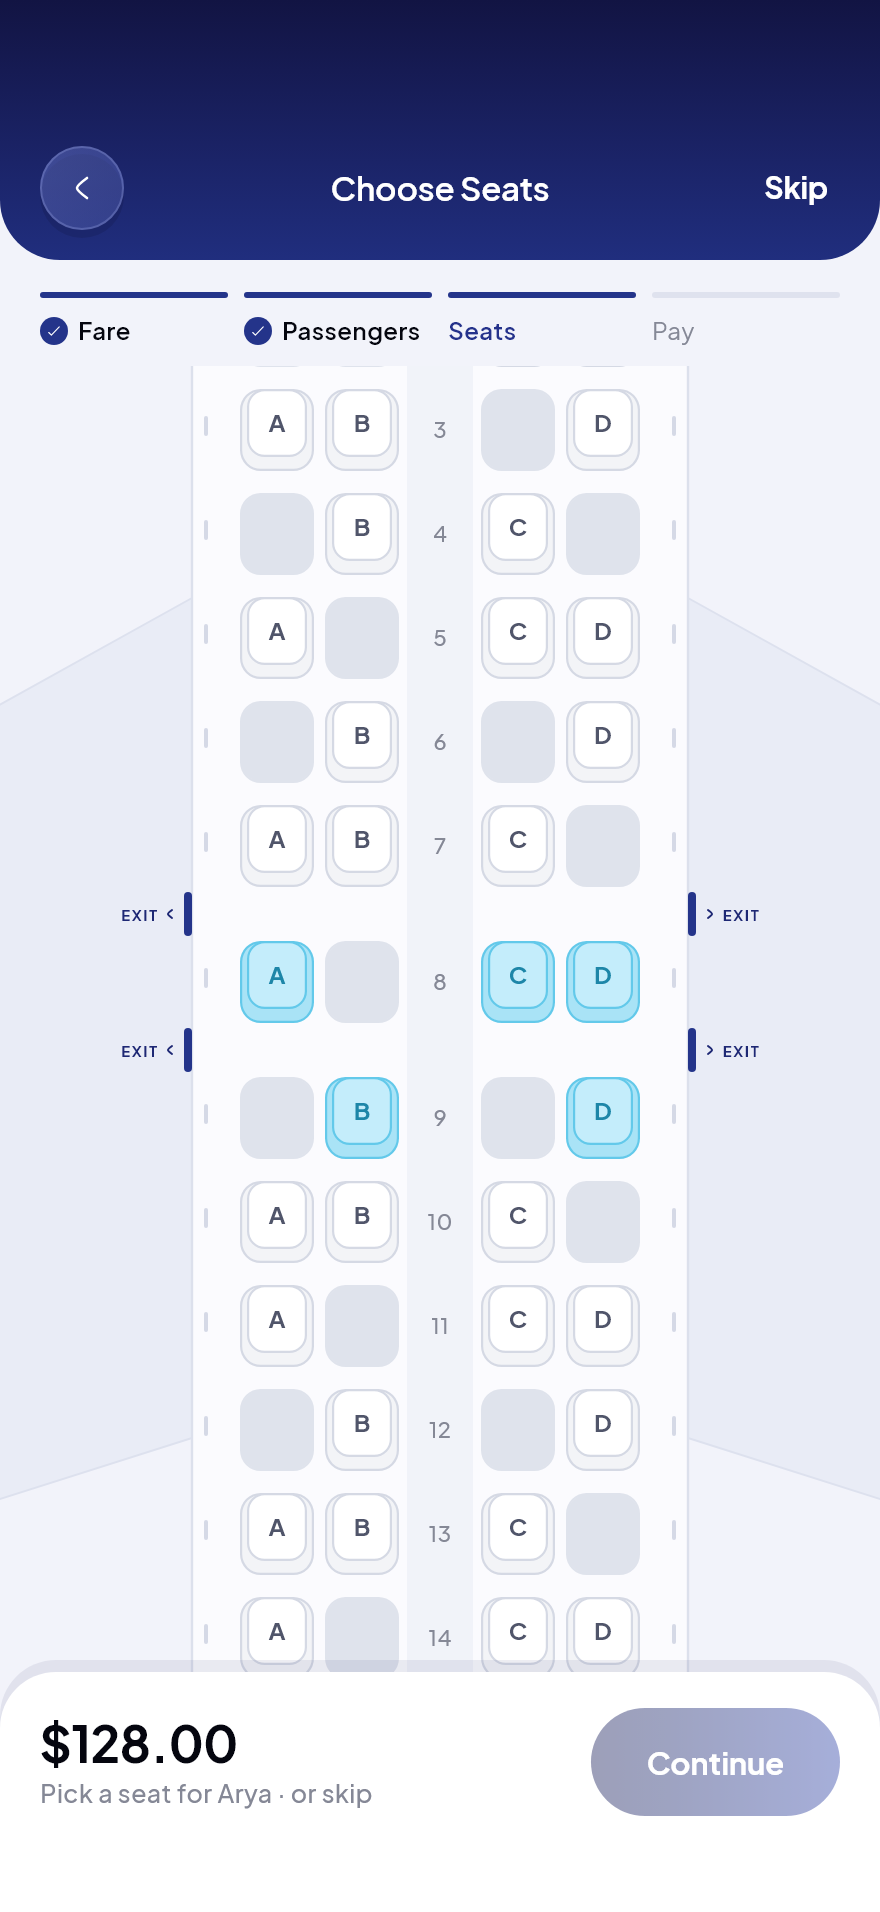 Choose Seats
Skip
Fare
Passengers
Seats
Pay
A B 3 D
B 4 C
A 5 C D
B 6 D
A B 7 C
EXIT EXIT
A 8 C D
EXIT EXIT
B 9 D
A B 10 C
A 11 C D
B 12 D
A B 13 C
A 14 C D
$128.00
Pick a seat for Arya · or skip
Continue